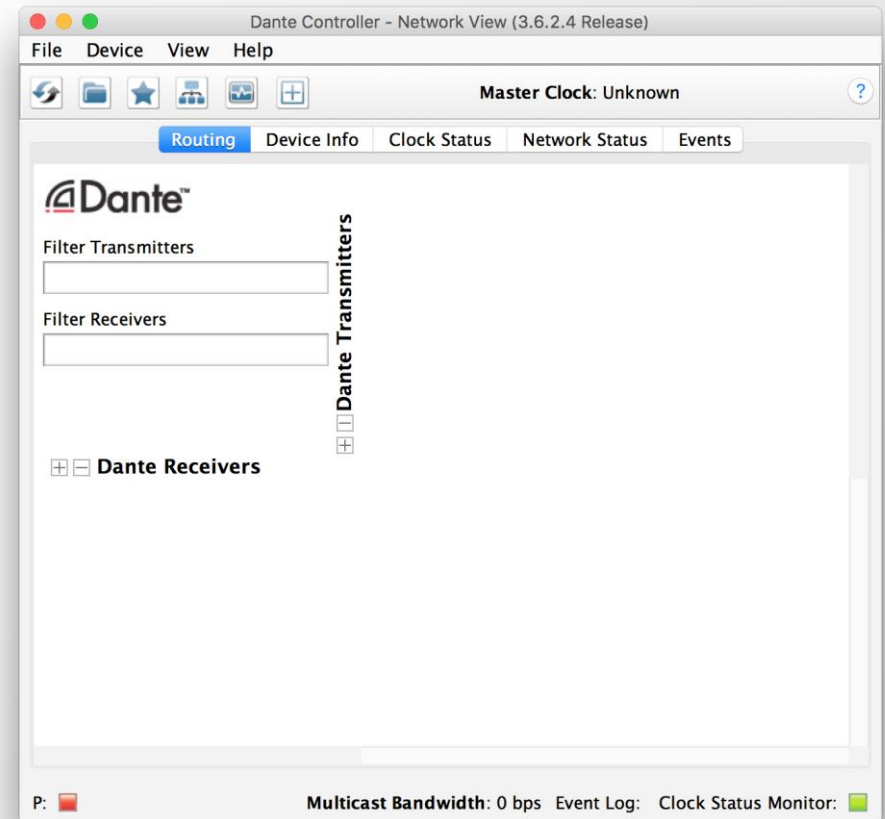 Dante Controller - Network View (3.6.2.4 Release)
File Device View Help
Master Clock: Unknown ?
Routing Device Info Clock Status Network Status Events
Dante™
Filter Transmitters
Filter Receivers
Dante Transmitters
Dante Receivers
P: Multicast Bandwidth: 0 bps Event Log: Clock Status Monitor: